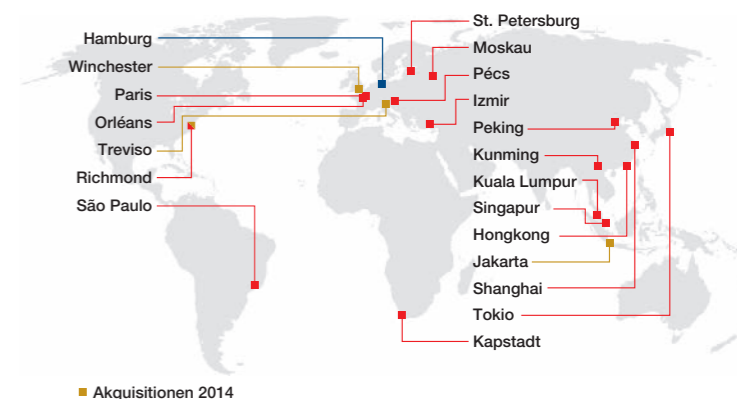 Hamburg
Winchester
Paris
Orléans
Treviso
Richmond
São Paulo
St. Petersburg
Moskau
Pécs
Izmir
Peking
Kunming
Kuala Lumpur
Singapur
Hongkong
Jakarta
Shanghai
Tokio
Kapstadt
Akquisitionen 2014